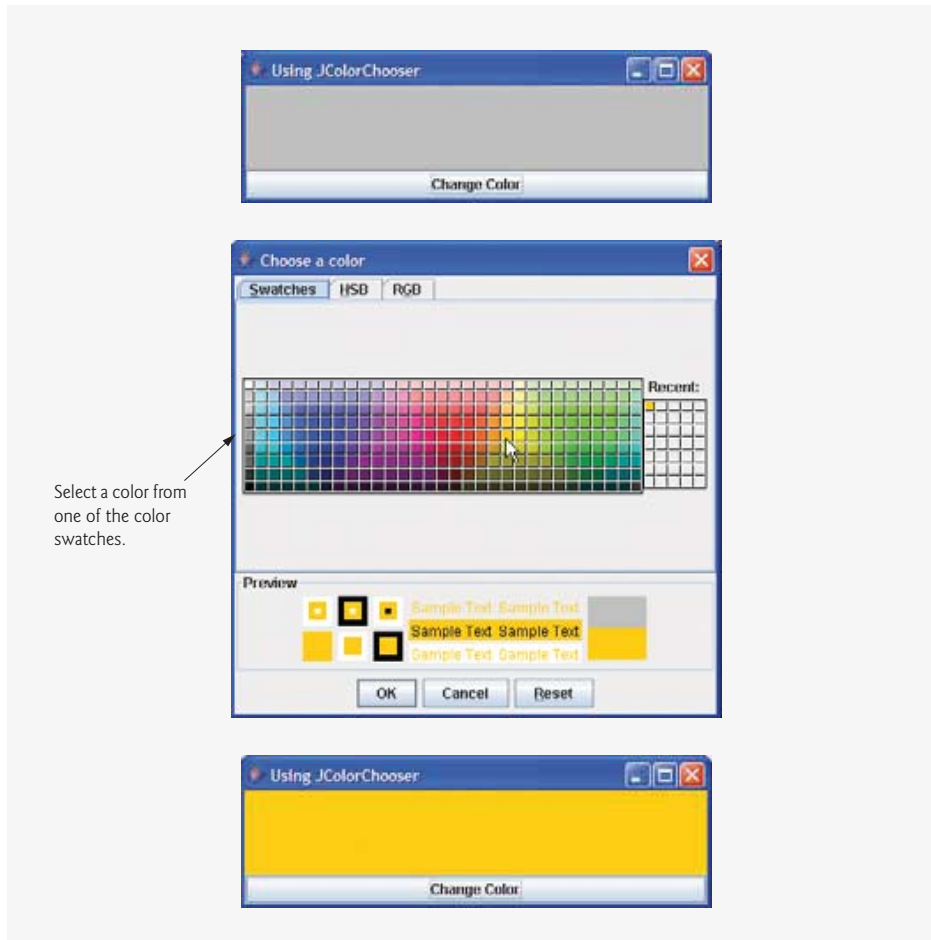 Using JColorChooser
Change Color
Choose a color
Swatches HSB RGB
Recent:
Select a color from
one of the color
swatches.
Preview
Sample Text Sample Text
Sample Text Sample Text
Sample Text Sample Text
OK Cancel Reset
Using JColorChooser
Change Color